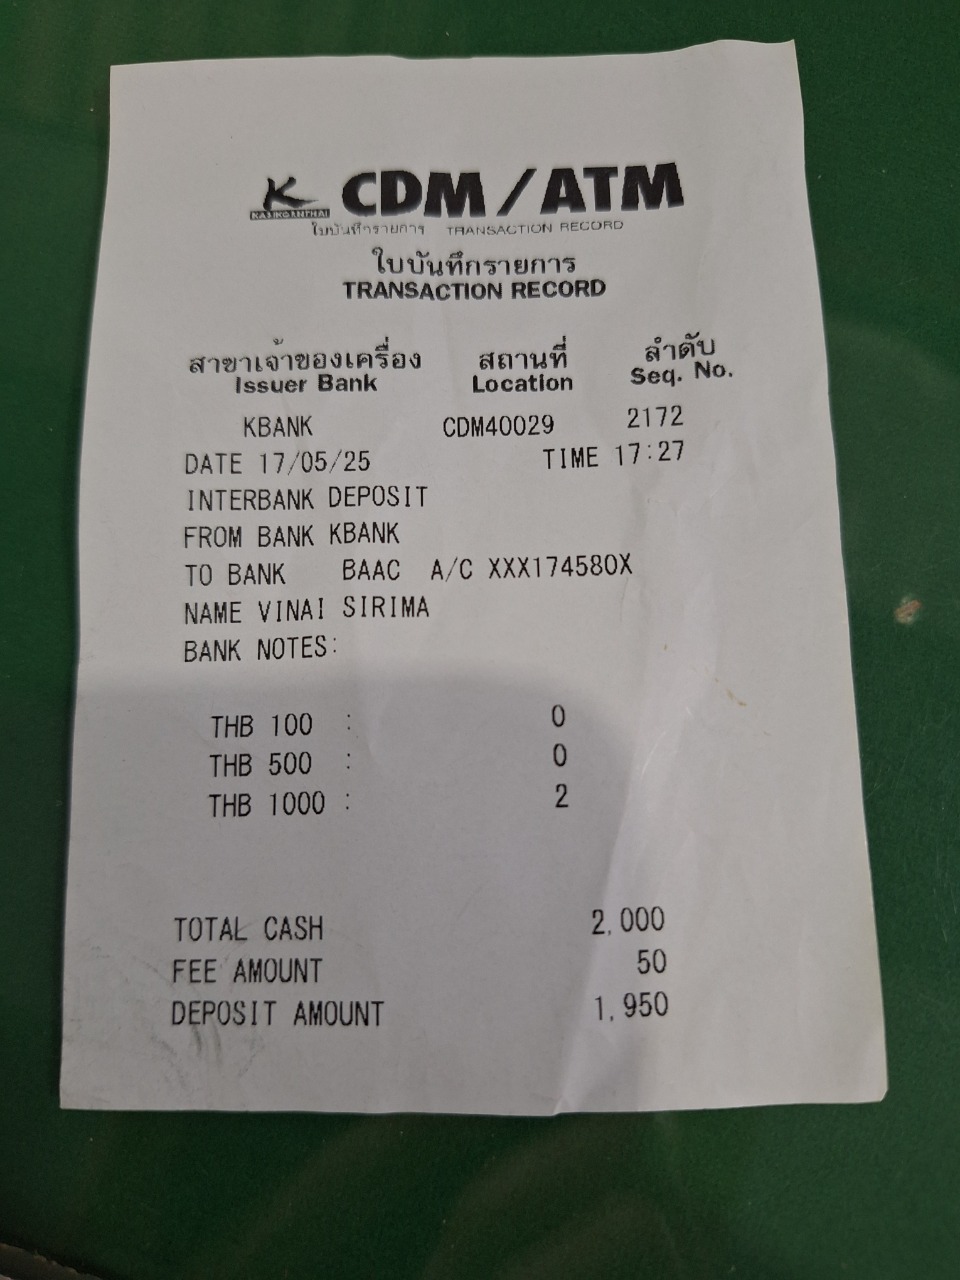 KASIKORNTHAI CDM/ATM
ใบบันทึกรายการ TRANSACTION RECORD
ใบบันทึกรายการ
TRANSACTION RECORD
สาขาเจ้าของเครื่อง สถานที่ ลำดับ
Issuer Bank Location Seq. No.
KBANK CDM40029 2172
DATE 17/05/25 TIME 17:27
INTERBANK DEPOSIT
FROM BANK KBANK
TO BANK BAAC A/C XXX174580X
NAME VINAI SIRIMA
BANK NOTES:
THB 100 : 0
THB 500 : 0
THB 1000 : 2
TOTAL CASH 2,000
FEE AMOUNT 50
DEPOSIT AMOUNT 1,950